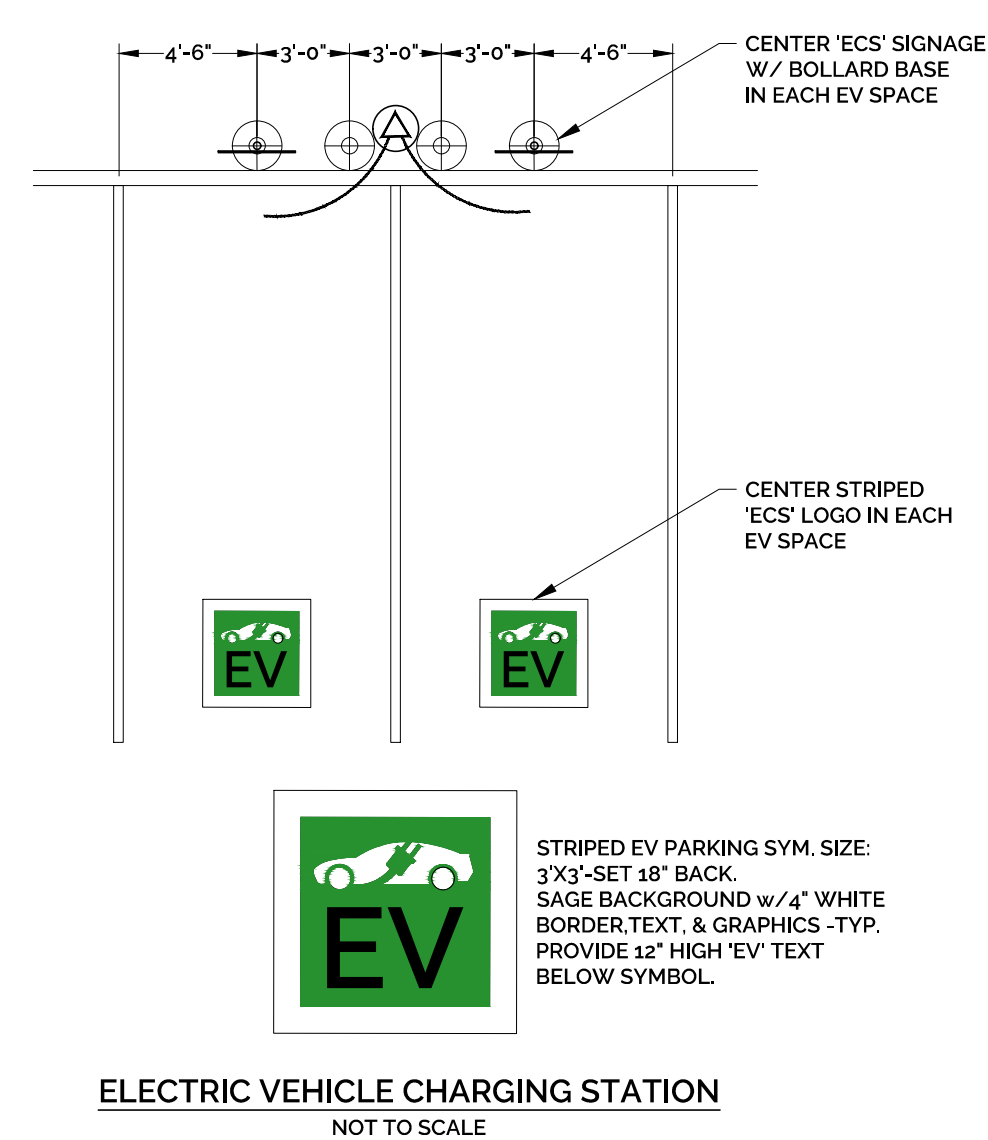 4'-6" 3'-0" 3'-0" 3'-0" 4'-6"
CENTER 'ECS' SIGNAGE
W/ BOLLARD BASE
IN EACH EV SPACE
CENTER STRIPED
'ECS' LOGO IN EACH
EV SPACE
EV
EV
EV
STRIPED EV PARKING SYM. SIZE:
3'X3'-SET 18" BACK.
SAGE BACKGROUND w/4" WHITE
BORDER,TEXT, & GRAPHICS -TYP.
PROVIDE 12" HIGH 'EV' TEXT
BELOW SYMBOL.
ELECTRIC VEHICLE CHARGING STATION
NOT TO SCALE